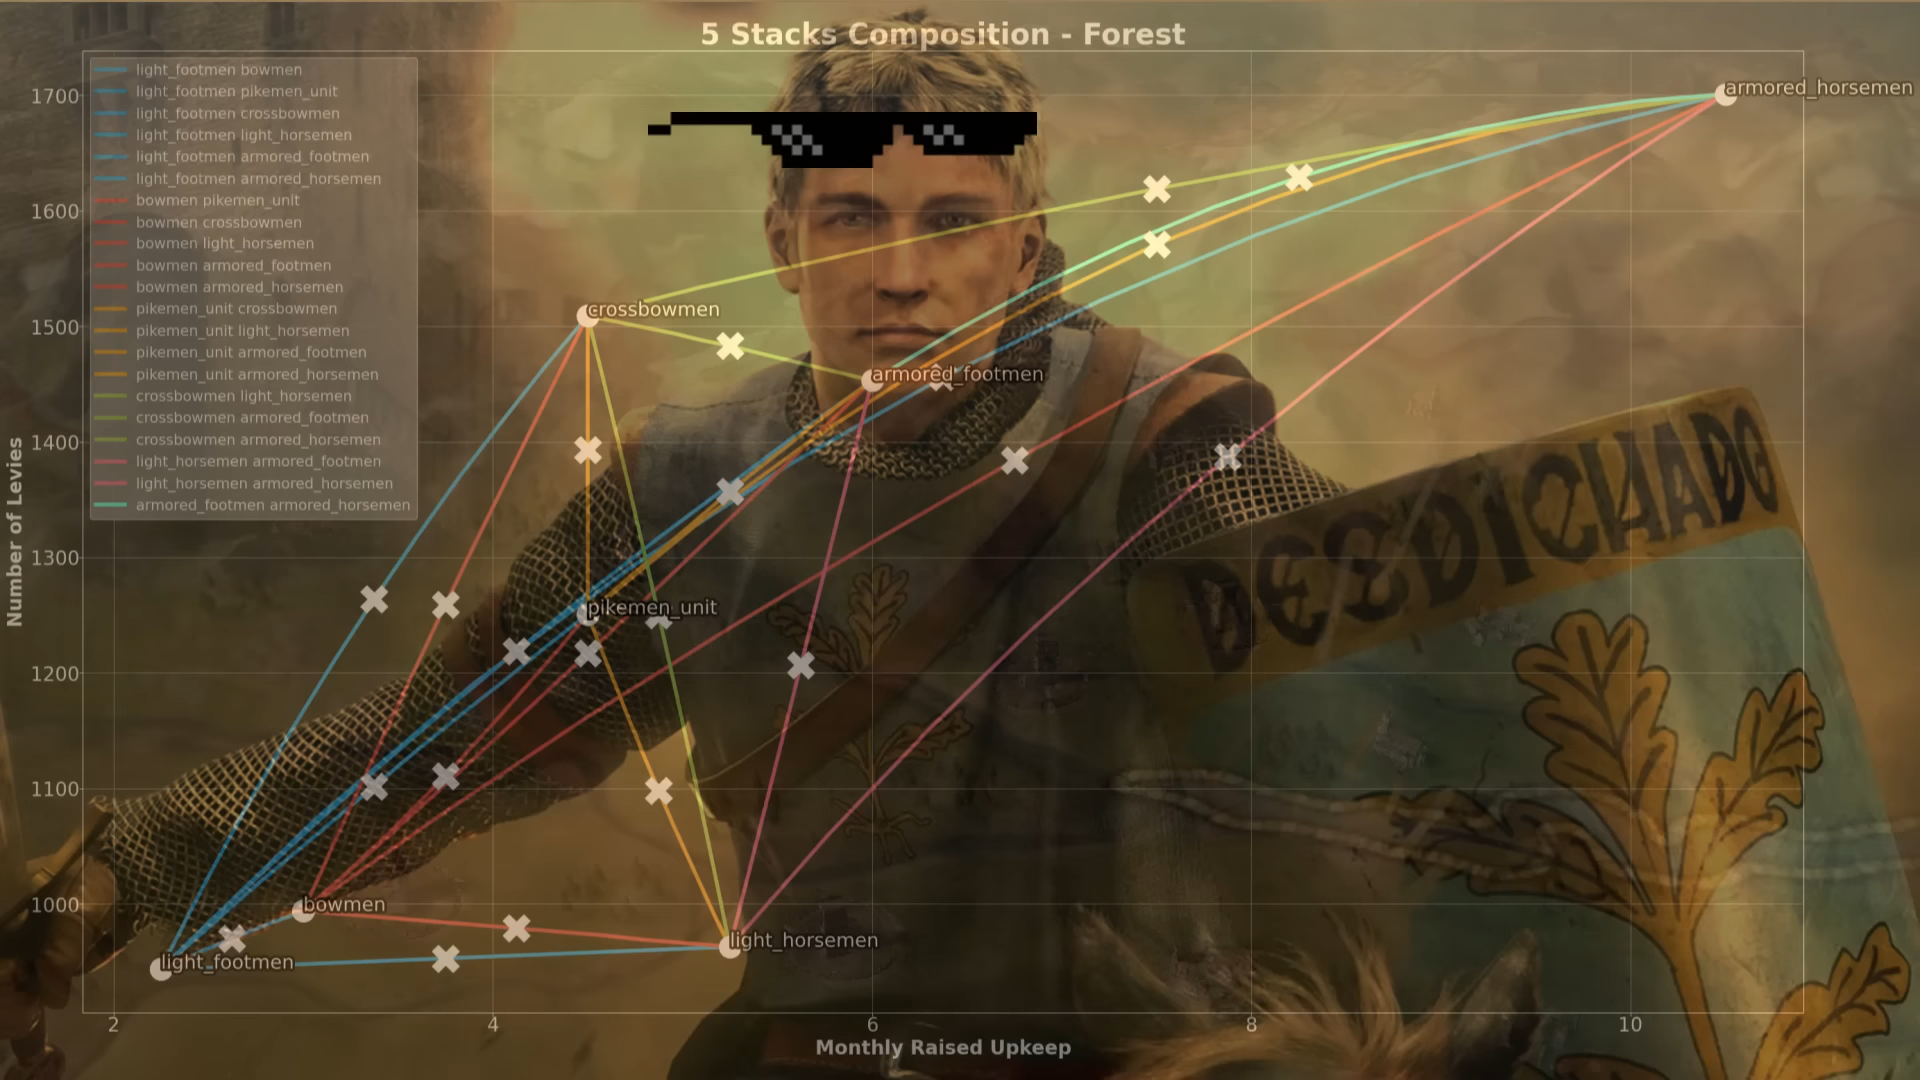 5 Stacks Composition - Forest
light_footmen bowmen
light_footmen pikemen_unit
light_footmen crossbowmen
light_footmen light_horsemen
light_footmen armored_footmen
light_footmen armored_horsemen
bowmen pikemen_unit
bowmen crossbowmen
bowmen light_horsemen
bowmen armored_footmen
bowmen armored_horsemen
pikemen_unit crossbowmen
pikemen_unit light_horsemen
pikemen_unit armored_footmen
pikemen_unit armored_horsemen
crossbowmen light_horsemen
crossbowmen armored_footmen
crossbowmen armored_horsemen
light_horsemen armored_footmen
light_horsemen armored_horsemen
armored_footmen armored_horsemen
Number of Levies
1700
1600
1500
1400
1300
1200
1100
1000
armored_horsemen
crossbowmen
armored_footmen
DESDICHADO
pikemen_unit
bowmen
light_horsemen
light_footmen
2
4
6
8
10
Monthly Raised Upkeep